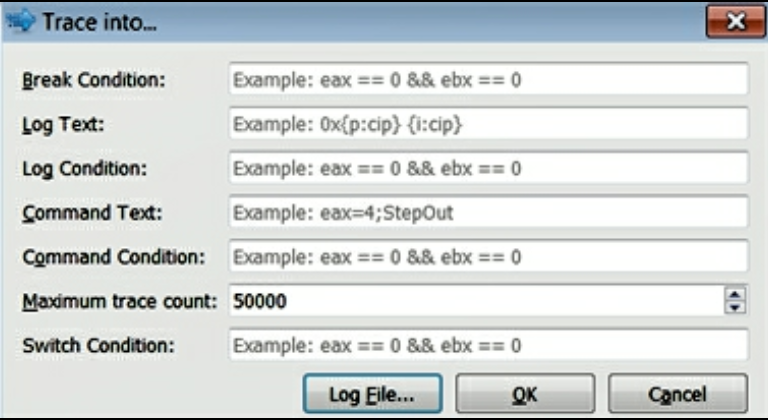 Trace into...
Break Condition: Example: eax == 0 && ebx == 0
Log Text: Example: 0x{p:cip} {i:cip}
Log Condition: Example: eax == 0 && ebx == 0
Command Text: Example: eax=4;StepOut
Command Condition: Example: eax == 0 && ebx == 0
Maximum trace count: 50000
Switch Condition: Example: eax == 0 && ebx == 0
Log File... OK Cancel